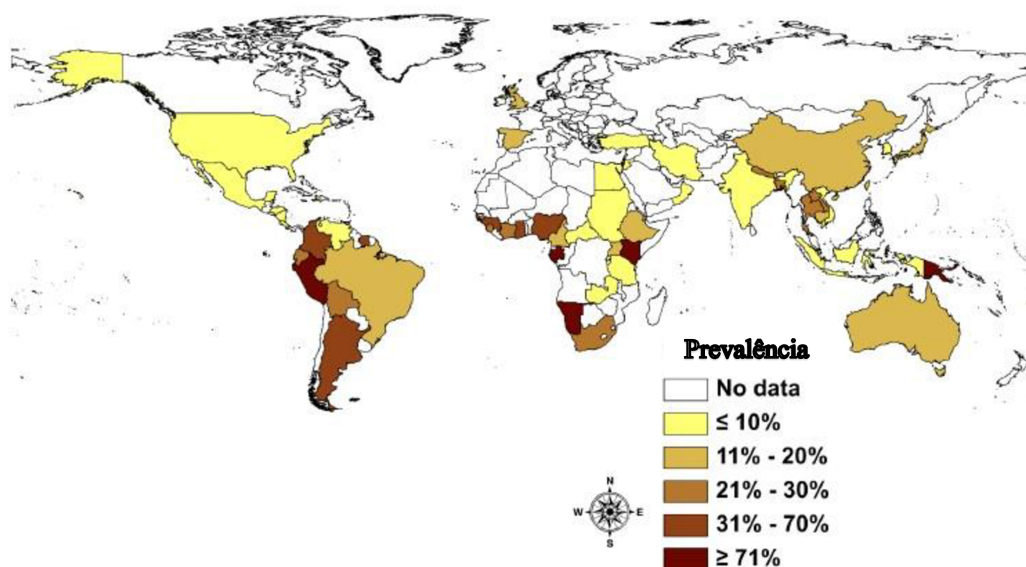 Prevalência
No data
≤ 10%
11% - 20%
21% - 30%
31% - 70%
≥ 71%
N
W E
S